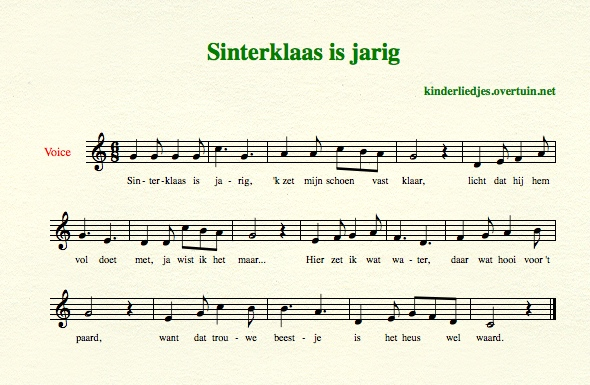 Sinterklaas is jarig
kinderliedjes.overtuin.net
Voice
Sin - ter - klaas is ja - rig, 'k zet mijn schoen vast klaar, licht dat hij hem
vol doet met, ja wist ik het maar... Hier zet ik wat wa - ter, daar wat hooi voor 't
paard, want dat trou - we beest - je is het heus wel waard.